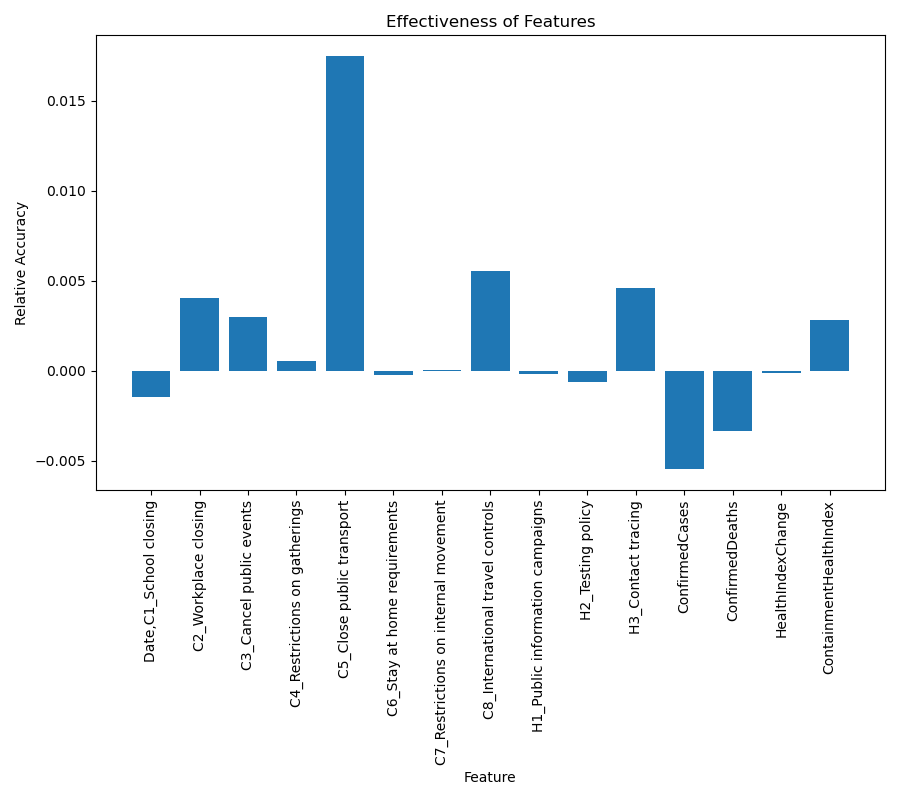 Effectiveness of Features
Relative Accuracy
0.015
0.010
0.005
0.000
−0.005
Date,C1_School closing
C2_Workplace closing
C3_Cancel public events
C4_Restrictions on gatherings
C5_Close public transport
C6_Stay at home requirements
C7_Restrictions on internal movement
C8_International travel controls
H1_Public information campaigns
H2_Testing policy
H3_Contact tracing
ConfirmedCases
ConfirmedDeaths
HealthIndexChange
ContainmentHealthIndex
Feature